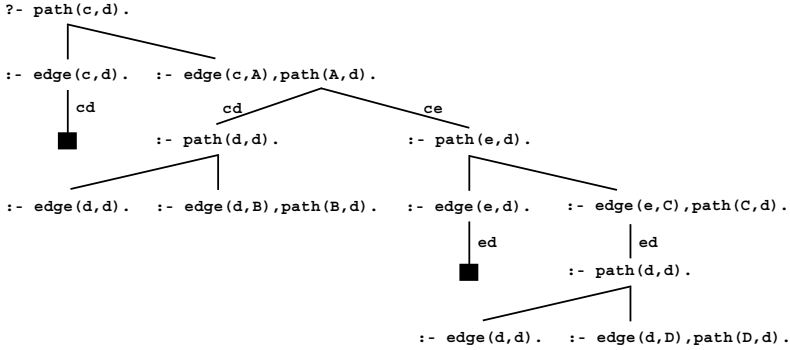 ?- path(c,d).
:- edge(c,d). :- edge(c,A),path(A,d).
cd cd ce
:- path(d,d). :- path(e,d).
:- edge(d,d). :- edge(d,B),path(B,d). :- edge(e,d). :- edge(e,C),path(C,d).
ed ed
:- path(d,d).
:- edge(d,d). :- edge(d,D),path(D,d).